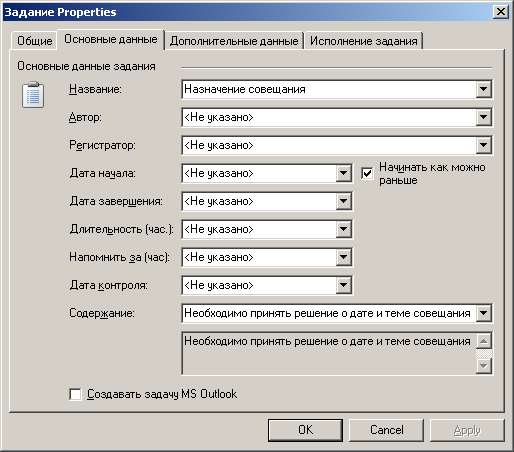 Задание Properties
Общие Основные данные Дополнительные данные Исполнение задания
Основные данные задания
Название: Назначение совещания
Автор: <Не указано>
Регистратор: <Не указано>
Дата начала: <Не указано> Начинать как можно
раньше
Дата завершения: <Не указано>
Длительность (час.): <Не указано>
Напомнить за (час): <Не указано>
Дата контроля: <Не указано>
Содержание: Необходимо принять решение о дате и теме совещания
Необходимо принять решение о дате и теме совещания
Создавать задачу MS Outlook
OK Cancel Apply